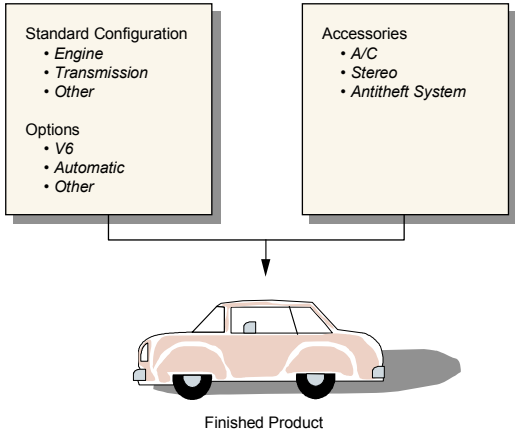 Standard Configuration
• Engine
• Transmission
• Other
Options
• V6
• Automatic
• Other
Accessories
• A/C
• Stereo
• Antitheft System
Finished Product